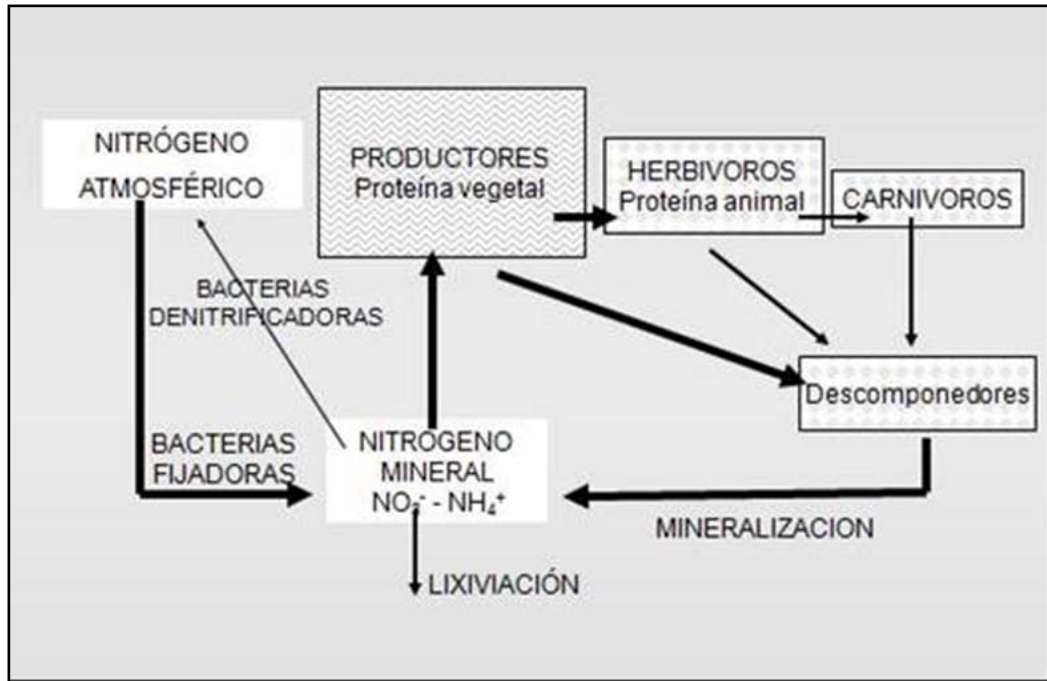 NITRÓGENO
ATMOSFÉRICO
PRODUCTORES
Proteína vegetal
HERBIVOROS
Proteína animal
CARNIVOROS
BACTERIAS
DENITRIFICADORAS
Descomponedores
BACTERIAS
FIJADORAS
NITRÓGENO
MINERAL
NO₃⁻ - NH₄⁺
MINERALIZACION
LIXIVIACIÓN